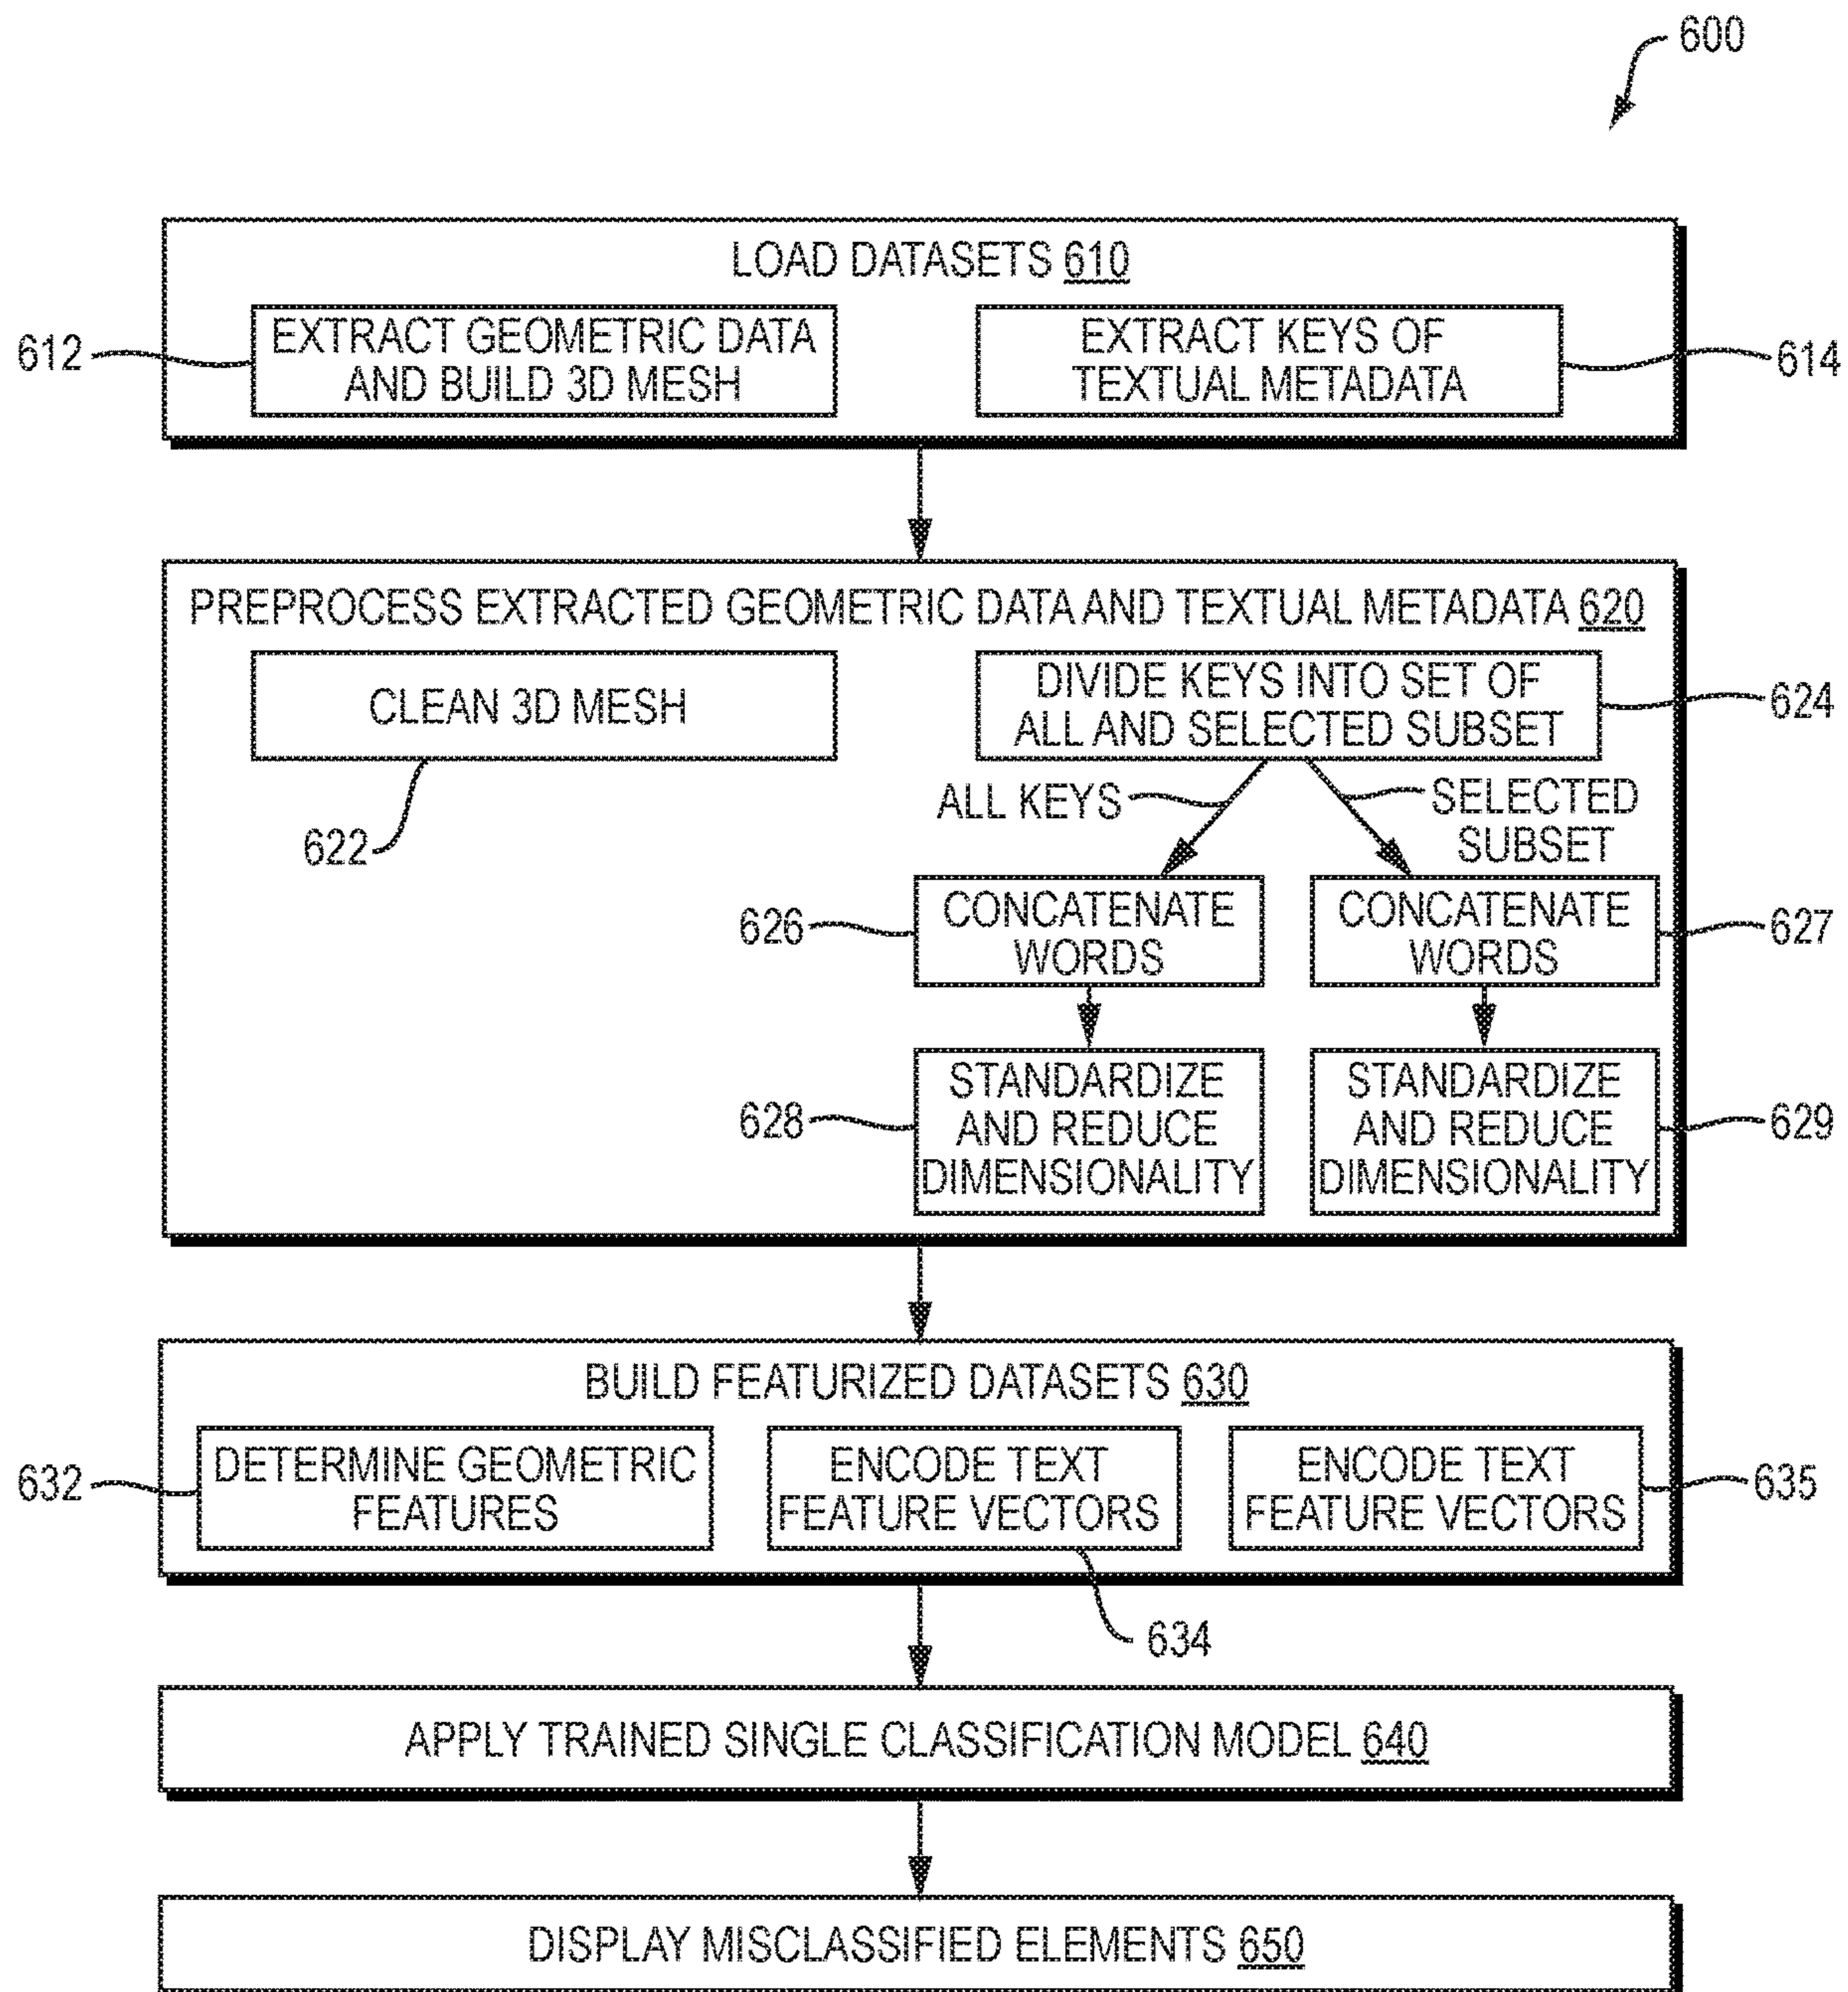 600
LOAD DATASETS 610
612
EXTRACT GEOMETRIC DATA
AND BUILD 3D MESH
EXTRACT KEYS OF
TEXTUAL METADATA
614
PREPROCESS EXTRACTED GEOMETRIC DATA AND TEXTUAL METADATA 620
CLEAN 3D MESH
622
DIVIDE KEYS INTO SET OF
ALL AND SELECTED SUBSET
624
ALL KEYS
SELECTED
SUBSET
626
CONCATENATE
WORDS
CONCATENATE
WORDS
627
628
STANDARDIZE
AND REDUCE
DIMENSIONALITY
STANDARDIZE
AND REDUCE
DIMENSIONALITY
629
BUILD FEATURIZED DATASETS 630
632
DETERMINE GEOMETRIC
FEATURES
ENCODE TEXT
FEATURE VECTORS
634
ENCODE TEXT
FEATURE VECTORS
635
APPLY TRAINED SINGLE CLASSIFICATION MODEL 640
DISPLAY MISCLASSIFIED ELEMENTS 650